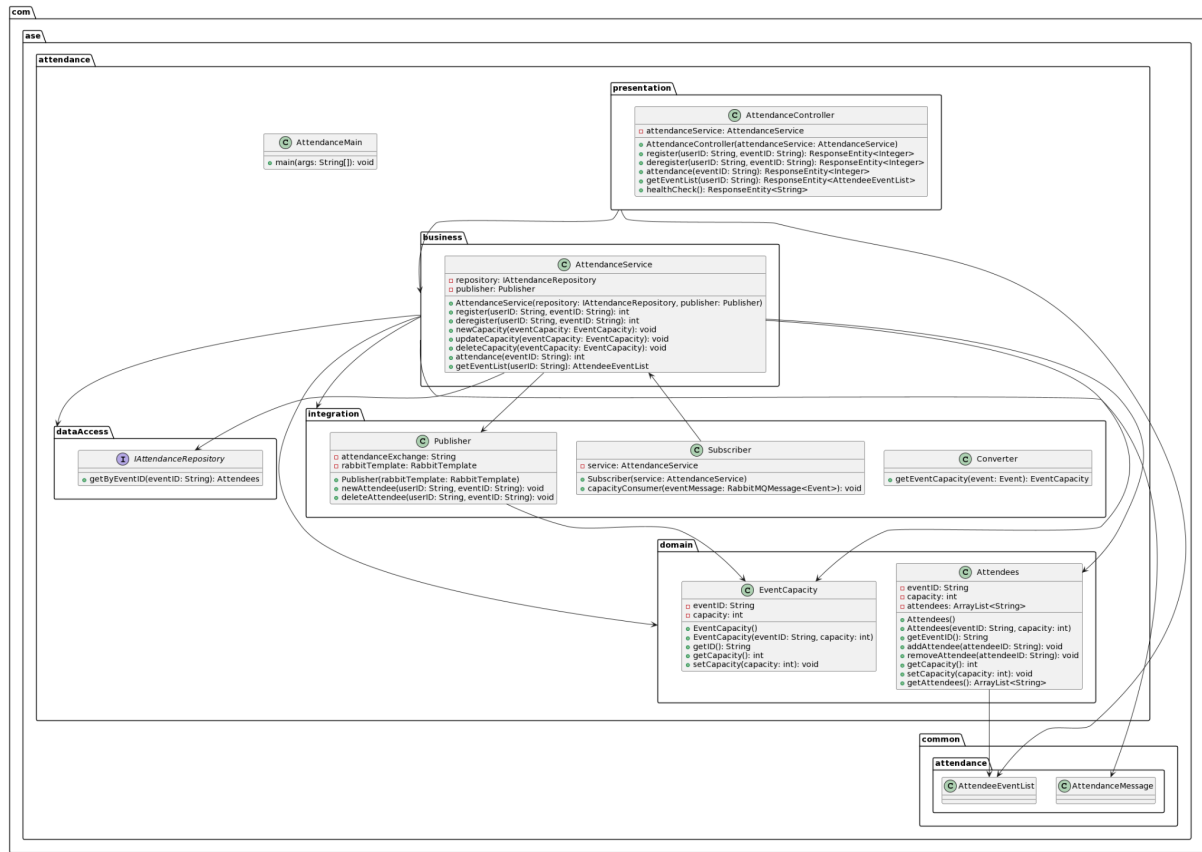 com
ase
attendance
presentation
C AttendanceController
attendanceService: AttendanceService
AttendanceController(attendanceService: AttendanceService)
register(userID: String, eventID: String): ResponseEntity<Integer>
deregister(userID: String, eventID: String): ResponseEntity<Integer>
attendance(eventID: String): ResponseEntity<Integer>
getEventList(userID: String): ResponseEntity<AttendeeEventList>
healthCheck(): ResponseEntity<String>
C AttendanceMain
main(args: String[]): void
business
C AttendanceService
repository: IAttendanceRepository
publisher: Publisher
AttendanceService(repository: IAttendanceRepository, publisher: Publisher)
register(userID: String, eventID: String): int
deregister(userID: String, eventID: String): int
newCapacity(eventCapacity: EventCapacity): void
updateCapacity(eventCapacity: EventCapacity): void
deleteCapacity(eventCapacity: EventCapacity): void
attendance(eventID: String): int
getEventList(userID: String): AttendeeEventList
dataAccess
I IAttendanceRepository
getByEventID(eventID: String): Attendees
integration
C Publisher
attendanceExchange: String
rabbitTemplate: RabbitTemplate
Publisher(rabbitTemplate: RabbitTemplate)
newAttendee(userID: String, eventID: String): void
deleteAttendee(userID: String, eventID: String): void
C Subscriber
service: AttendanceService
Subscriber(service: AttendanceService)
capacityConsumer(eventMessage: RabbitMQMessage<Event>): void
C Converter
getEventCapacity(event: Event): EventCapacity
domain
C EventCapacity
eventID: String
capacity: int
EventCapacity()
EventCapacity(eventID: String, capacity: int)
getID(): String
getCapacity(): int
setCapacity(capacity: int): void
C Attendees
eventID: String
capacity: int
attendees: ArrayList<String>
Attendees()
Attendees(eventID: String, capacity: int)
getEventID(): String
addAttendee(attendeeID: String): void
removeAttendee(attendeeID: String): void
getCapacity(): int
setCapacity(capacity: int): void
getAttendees(): ArrayList<String>
common
attendance
C AttendeeEventList
C AttendanceMessage